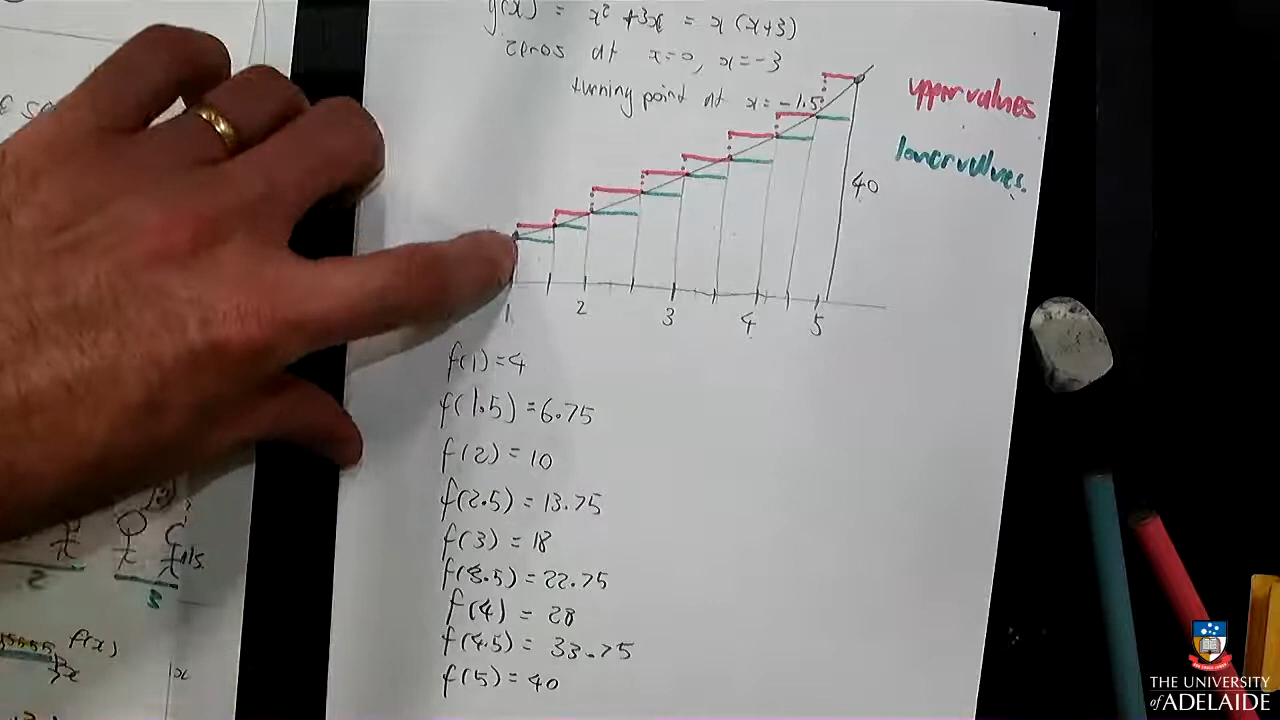 g(x) = x² + 3x = x (x+3)
zeros at x=0, x=-3
turning point at x = -1.5
upper values
lower values.
40
1 2 3 4 5
f(1)=4
f(1.5) = 6.75
f(2) = 10
f(2.5) = 13.75
f(3) = 18
f(3.5) = 22.75
f(4) = 28
f(4.5) = 33.75
f(5) = 40
f(x)
x
THE UNIVERSITY
of ADELAIDE